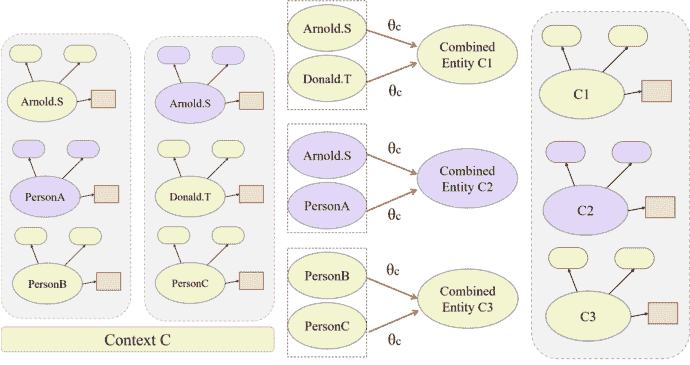 Arnold.S
PersonA
PersonB
Arnold.S
Donald.T
PersonC
Context C
Arnold.S
Donald.T
θc
θc
Combined
Entity C1
Arnold.S
PersonA
θc
θc
Combined
Entity C2
PersonB
PersonC
θc
θc
Combined
Entity C3
C1
C2
C3